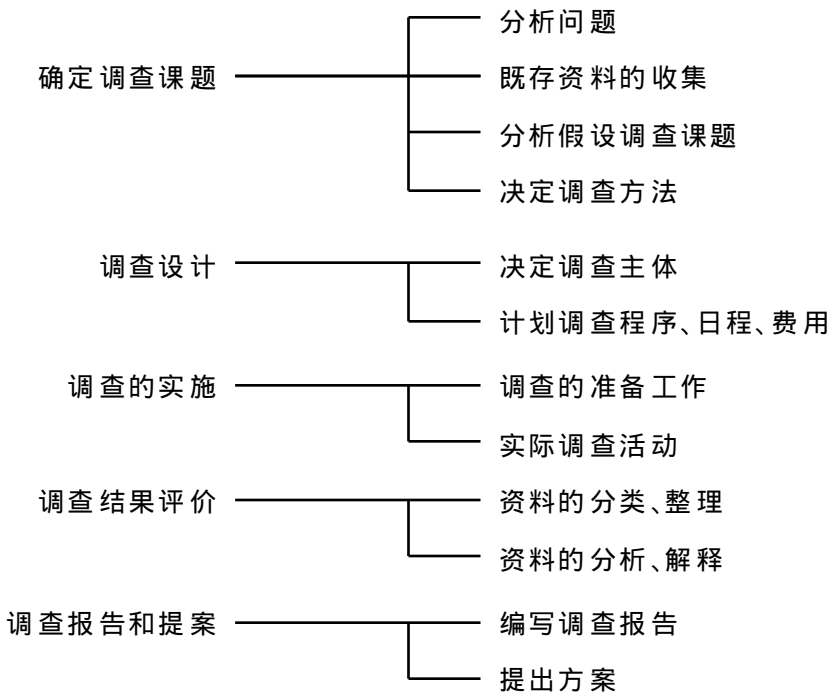 分析问题
确定调查课题
既存资料的收集
分析假设调查课题
决定调查方法
调查设计
决定调查主体
计划调查程序、日程、费用
调查的实施
调查的准备工作
实际调查活动
调查结果评价
资料的分类、整理
资料的分析、解释
调查报告和提案
编写调查报告
提出方案